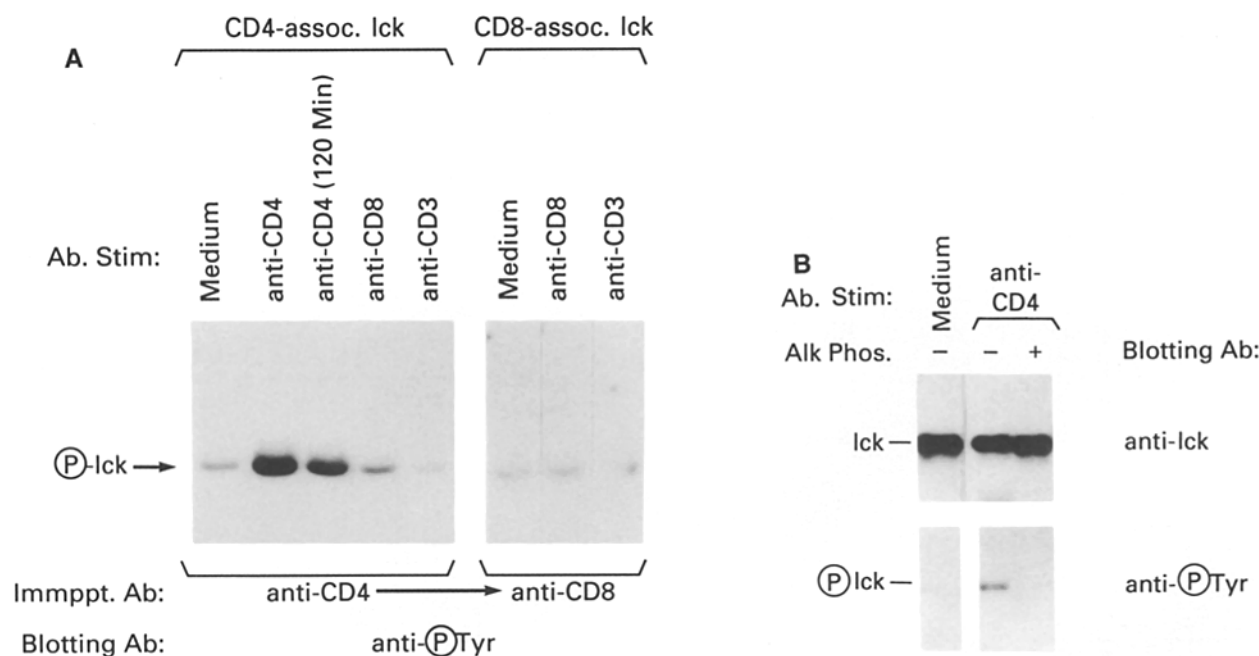 A
CD4-assoc. lck
CD8-assoc. lck
Ab. Stim:
Medium
anti-CD4
anti-CD4 (120 Min)
anti-CD8
anti-CD3
Medium
anti-CD8
anti-CD3
Ⓟ-lck
Immppt. Ab:
anti-CD4
anti-CD8
Blotting Ab:
anti-ⓅTyr
B
Ab. Stim:
Medium
anti-
CD4
Alk Phos.
− − +
Blotting Ab:
lck
anti-lck
Ⓟ lck
anti-ⓅTyr